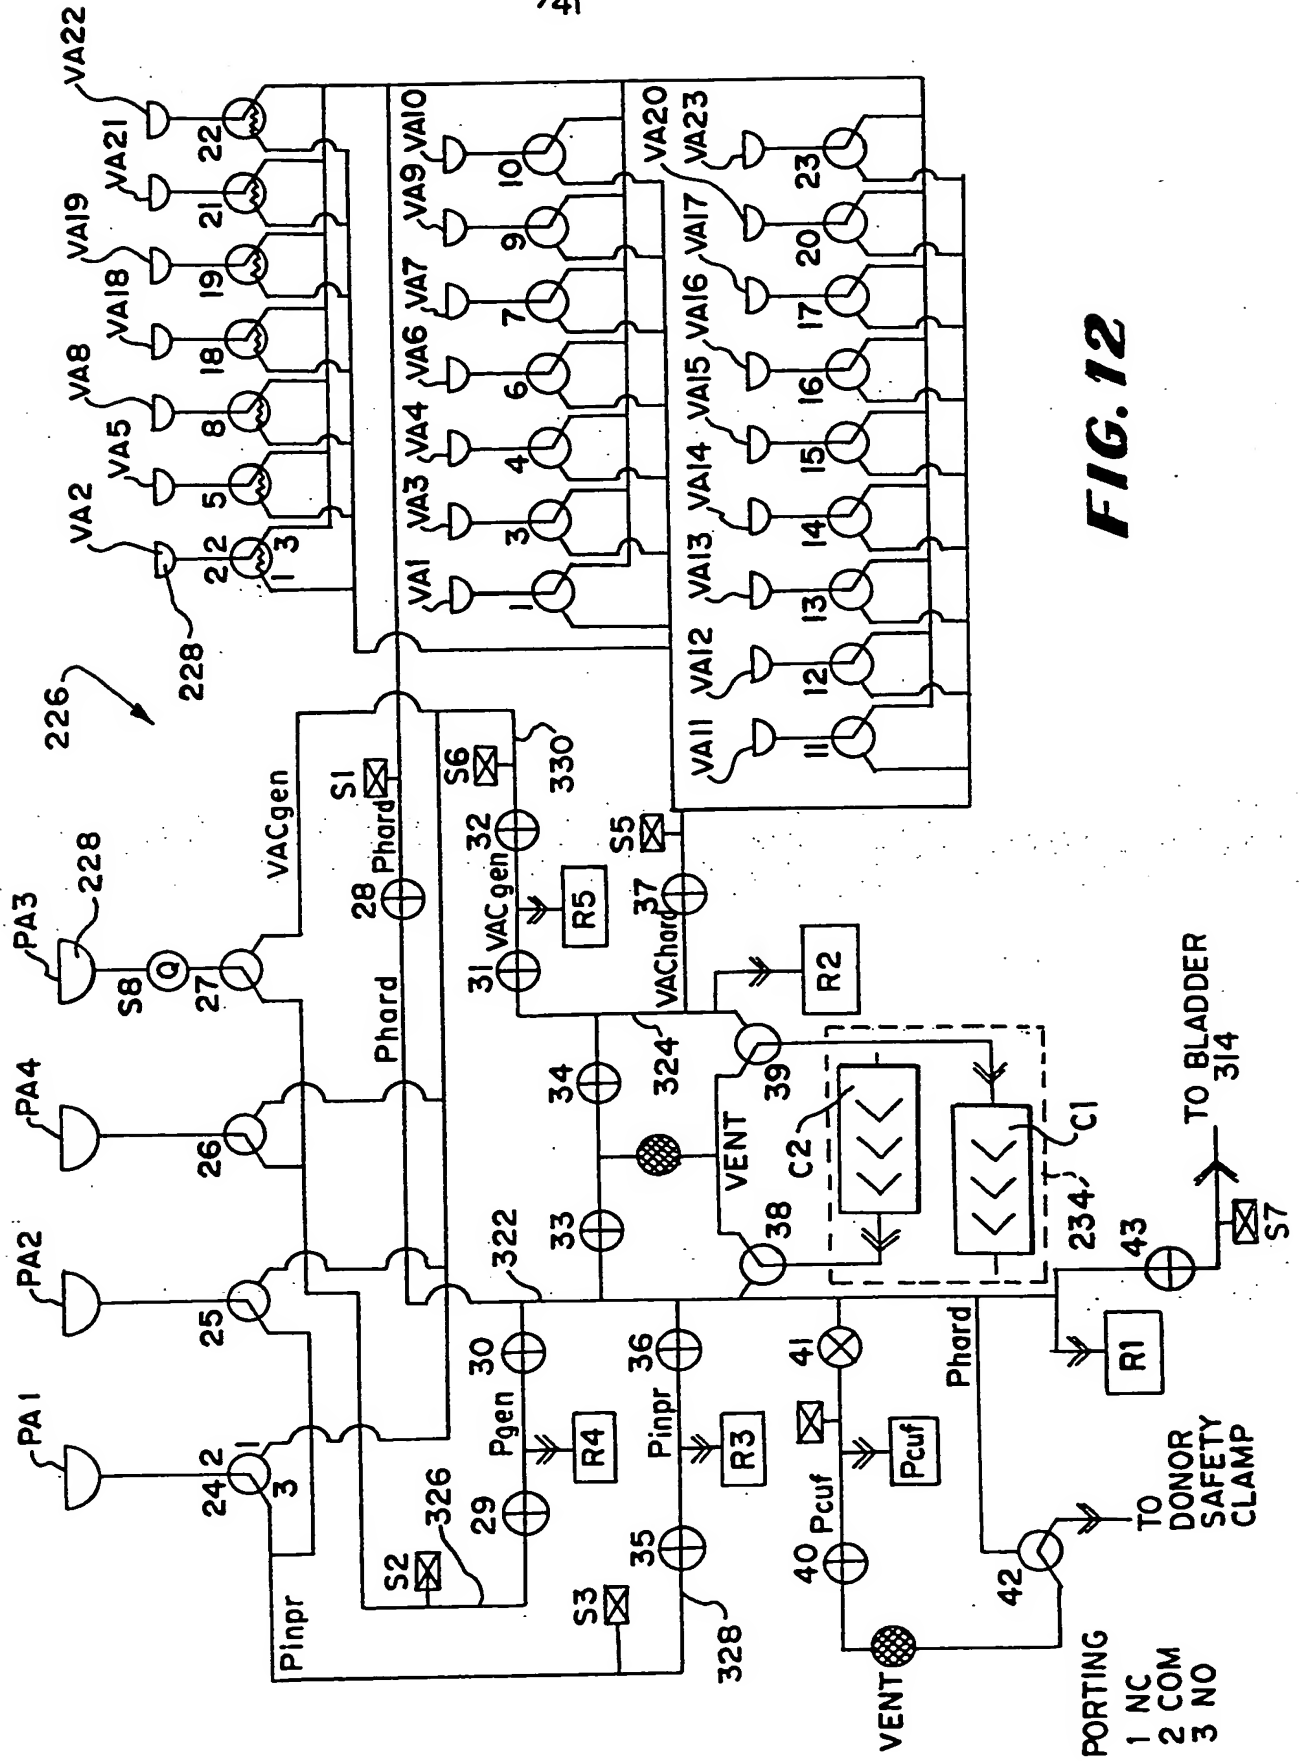 /41
226
VA2
VA5
VA8
VA18
VA19
VA21
VA22
228
2
2
1
3
5
8
18
19
21
22
VA1
VA3
VA4
VA6
VA7
VA9
VA10
1
3
4
6
7
9
10
VA11
VA12
VA13
VA14
VA15
VA16
VA17
VA20
VA23
11
12
13
14
15
16
17
20
23
PA1
PA2
PA4
PA3
228
S8
Q
24
2
1
3
25
26
27
VACgen
Phard
28
Phard
S1
S6
330
31
VACgen
32
R5
Pinpr
S2
326
29
Pgen
30
R4
322
33
34
324
VENT
VAChard
37
S5
R2
S3
328
35
Pinpr
36
R3
38
39
C2
C1
234
VENT
40
Pcuf
41
Pcuf
Phard
42
TO
DONOR
SAFETY
CLAMP
R1
43
S7
TO BLADDER
314
PORTING
1 NC
2 COM
3 NO
FIG. 12